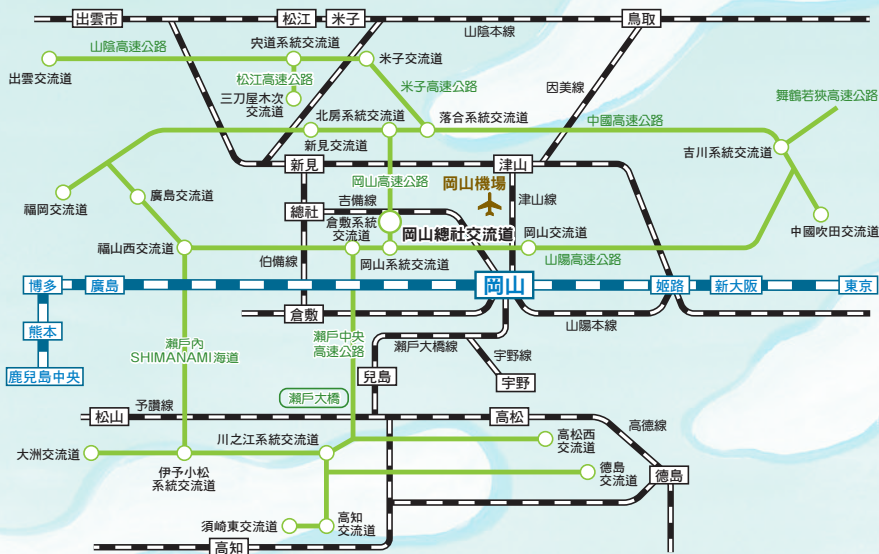 出雲市
松江
米子
鳥取
山陰本線
山陰高速公路
宍道系統交流道
米子交流道
出雲交流道
松江高速公路
米子高速公路
因美線
三刀屋木次
交流道
舞鶴若狹高速公路
北房系統交流道
落合系統交流道
中國高速公路
新見交流道
吉川系統交流道
新見
津山
岡山高速公路
岡山機場
福岡交流道
廣島交流道
吉備線
津山線
總社
倉敷系統
交流道
岡山總社交流道
岡山交流道
中國吹田交流道
福山西交流道
伯備線
岡山系統交流道
山陽高速公路
博多
廣島
岡山
姬路
新大阪
東京
熊本
倉敷
山陽本線
瀨戶內
SHIMANAMI海道
瀨戶中央
高速公路
瀨戶大橋線
宇野線
鹿兒島中央
兒島
宇野
瀨戶大橋
予讚線
松山
高松
高德線
大洲交流道
川之江系統交流道
高松西
交流道
伊予小松
系統交流道
德島
交流道
德島
須崎東交流道
高知
交流道
高知